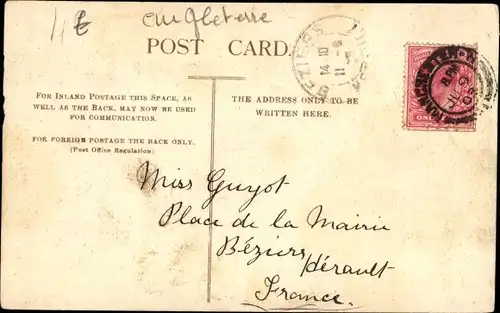 4 £
Angleterre
POST CARD.
FOR INLAND POSTAGE THIS SPACE, AS
WELL AS THE BACK, MAY NOW BE USED
FOR COMMUNICATION.
FOR FOREIGN POSTAGE THE BACK ONLY.
(Post Office Regulation)
THE ADDRESS ONLY TO BE
WRITTEN HERE.
Miss Guyot
Place de la Mairie
Béziers
Hérault
France